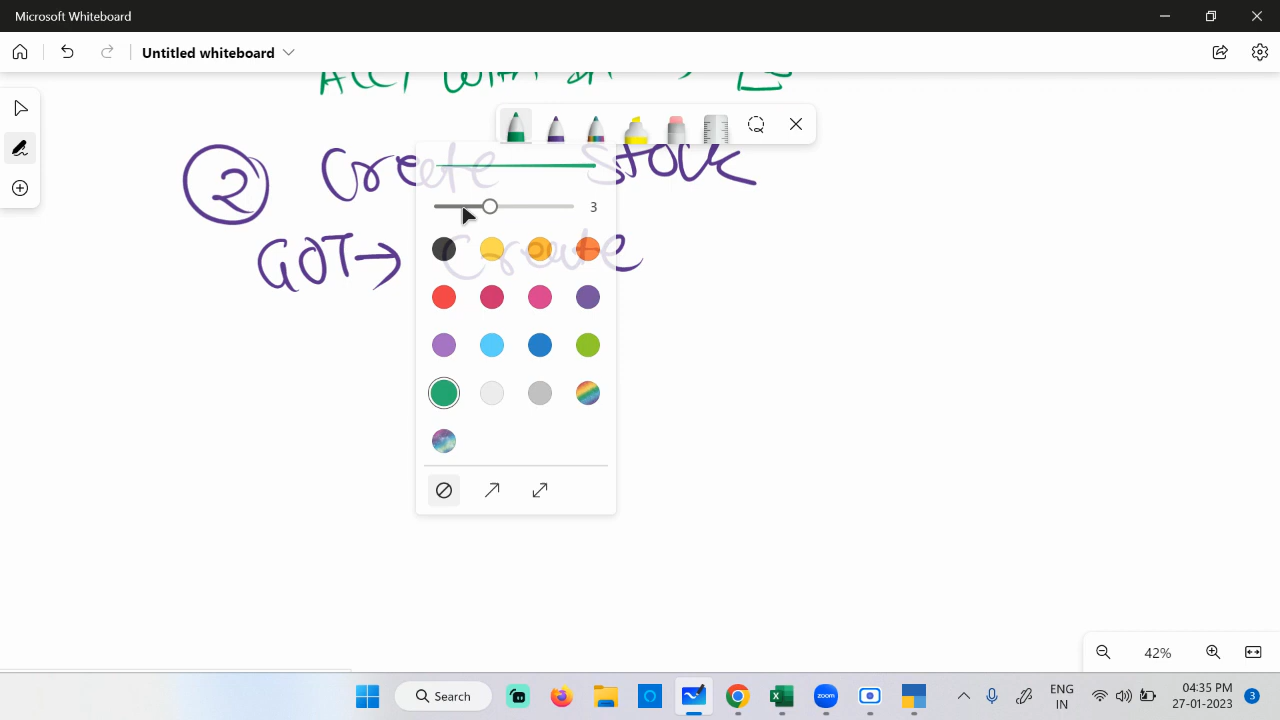 Microsoft Whiteboard
Untitled whiteboard
2 Create Stock
GOT→ Create
3
42%
Search
zoom
ENG
IN
04:35 PM
27-01-2023
3